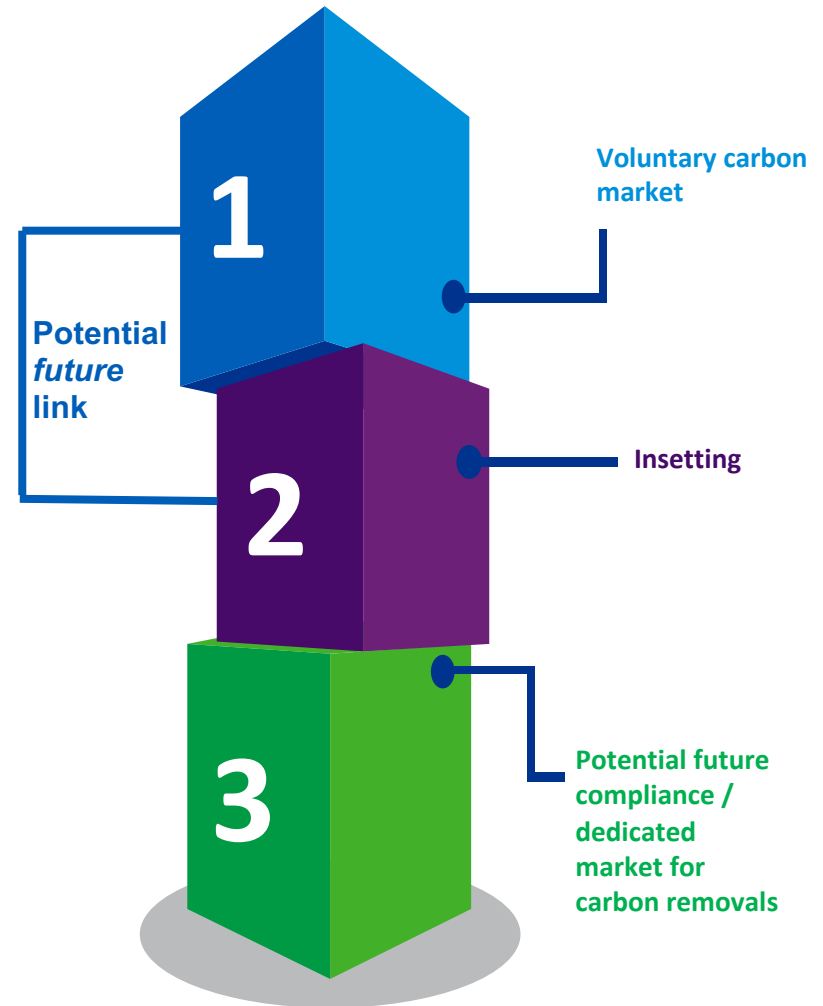 1
Voluntary carbon
market
Potential
future
link
2
Insetting
3
Potential future
compliance /
dedicated
market for
carbon removals